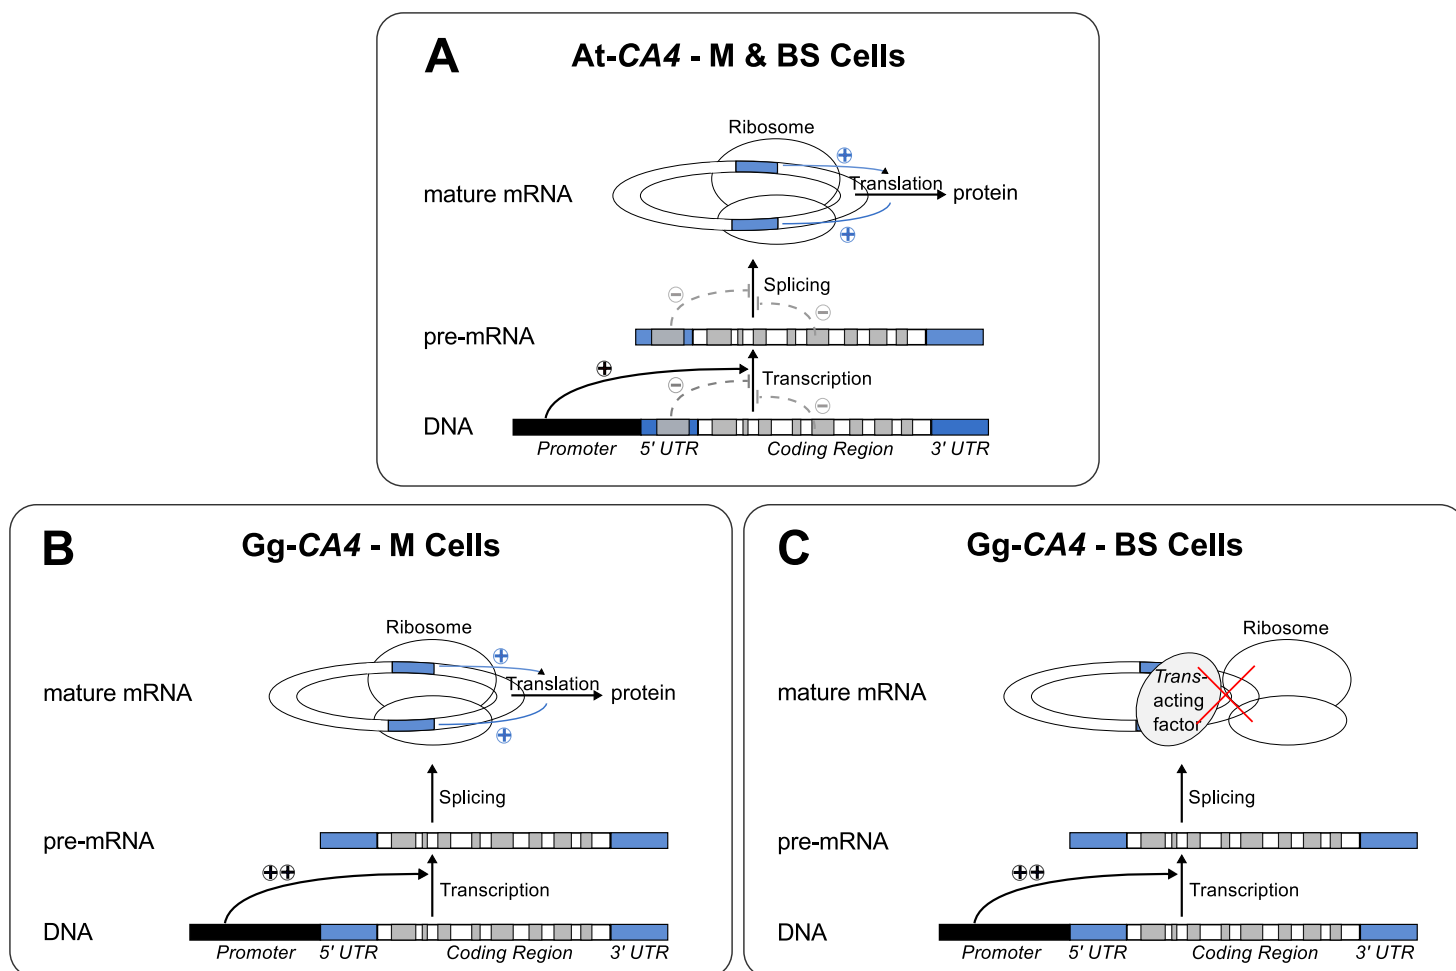 A
At-CA4 - M & BS Cells
Ribosome
mature mRNA
Translation
protein
Splicing
pre-mRNA
Transcription
DNA
Promoter
5' UTR
Coding Region
3' UTR
B
Gg-CA4 - M Cells
Ribosome
mature mRNA
Translation
protein
Splicing
pre-mRNA
Transcription
DNA
Promoter
5' UTR
Coding Region
3' UTR
C
Gg-CA4 - BS Cells
Ribosome
mature mRNA
Trans-
acting
factor
Splicing
pre-mRNA
Transcription
DNA
Promoter
5' UTR
Coding Region
3' UTR